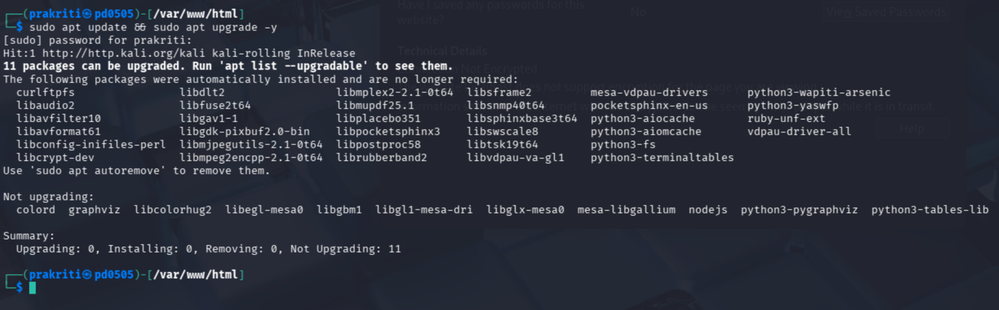 ┌──(prakriti㉿pd0505)-[/var/www/html]
└─$ sudo apt update && sudo apt upgrade -y
[sudo] password for prakriti:
Hit:1 http://http.kali.org/kali kali-rolling InRelease
11 packages can be upgraded. Run 'apt list --upgradable' to see them.
The following packages were automatically installed and are no longer required:
  curlftpfs                libdlt2                libmplex2-2.1-0t64  libsframe2         mesa-vdpau-drivers      python3-wapiti-arsenic
  libaudio2                libfuse2t64            libmupdf25.1        libsnmp40t64       pocketsphinx-en-us      python3-yaswfp
  libavfilter10            libgav1-1              libplacebo351       libsphinxbase3t64  python3-aiocache        ruby-unf-ext
  libavformat61            libgdk-pixbuf2.0-bin   libpocketsphinx3    libswscale8        python3-aiomcache       vdpau-driver-all
  libconfig-inifiles-perl  libmjpegutils-2.1-0t64 libpostproc58       libtsk19t64        python3-fs
  libcrypt-dev             libmpeg2encpp-2.1-0t64 librubberband2      libvdpau-va-gl1    python3-terminaltables
Use 'sudo apt autoremove' to remove them.
Not upgrading:
  colord  graphviz  libcolorhug2  libegl-mesa0  libgbm1  libgl1-mesa-dri  libglx-mesa0  mesa-libgallium  nodejs  python3-pygraphviz  python3-tables-lib
Summary:
  Upgrading: 0, Installing: 0, Removing: 0, Not Upgrading: 11
┌──(prakriti㉿pd0505)-[/var/www/html]
└─$
Have I saved any passwords for this
website?
No
View Saved Passwords
Technical Details
Not Encrypted
Help